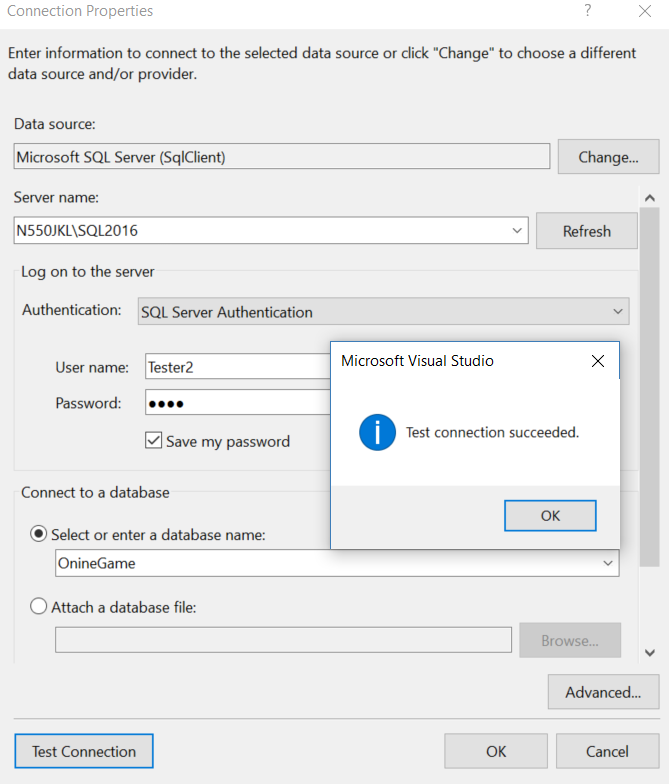 Connection Properties
?
Enter information to connect to the selected data source or click "Change" to choose a different
data source and/or provider.
Data source:
Microsoft SQL Server (SqlClient)
Change...
Server name:
N550JKL\SQL2016
Refresh
Log on to the server
Authentication:
SQL Server Authentication
User name:
Tester2
Password:
●●●●
Save my password
Microsoft Visual Studio
Test connection succeeded.
OK
Connect to a database
Select or enter a database name:
OnineGame
Attach a database file:
Browse...
Advanced...
Test Connection
OK
Cancel